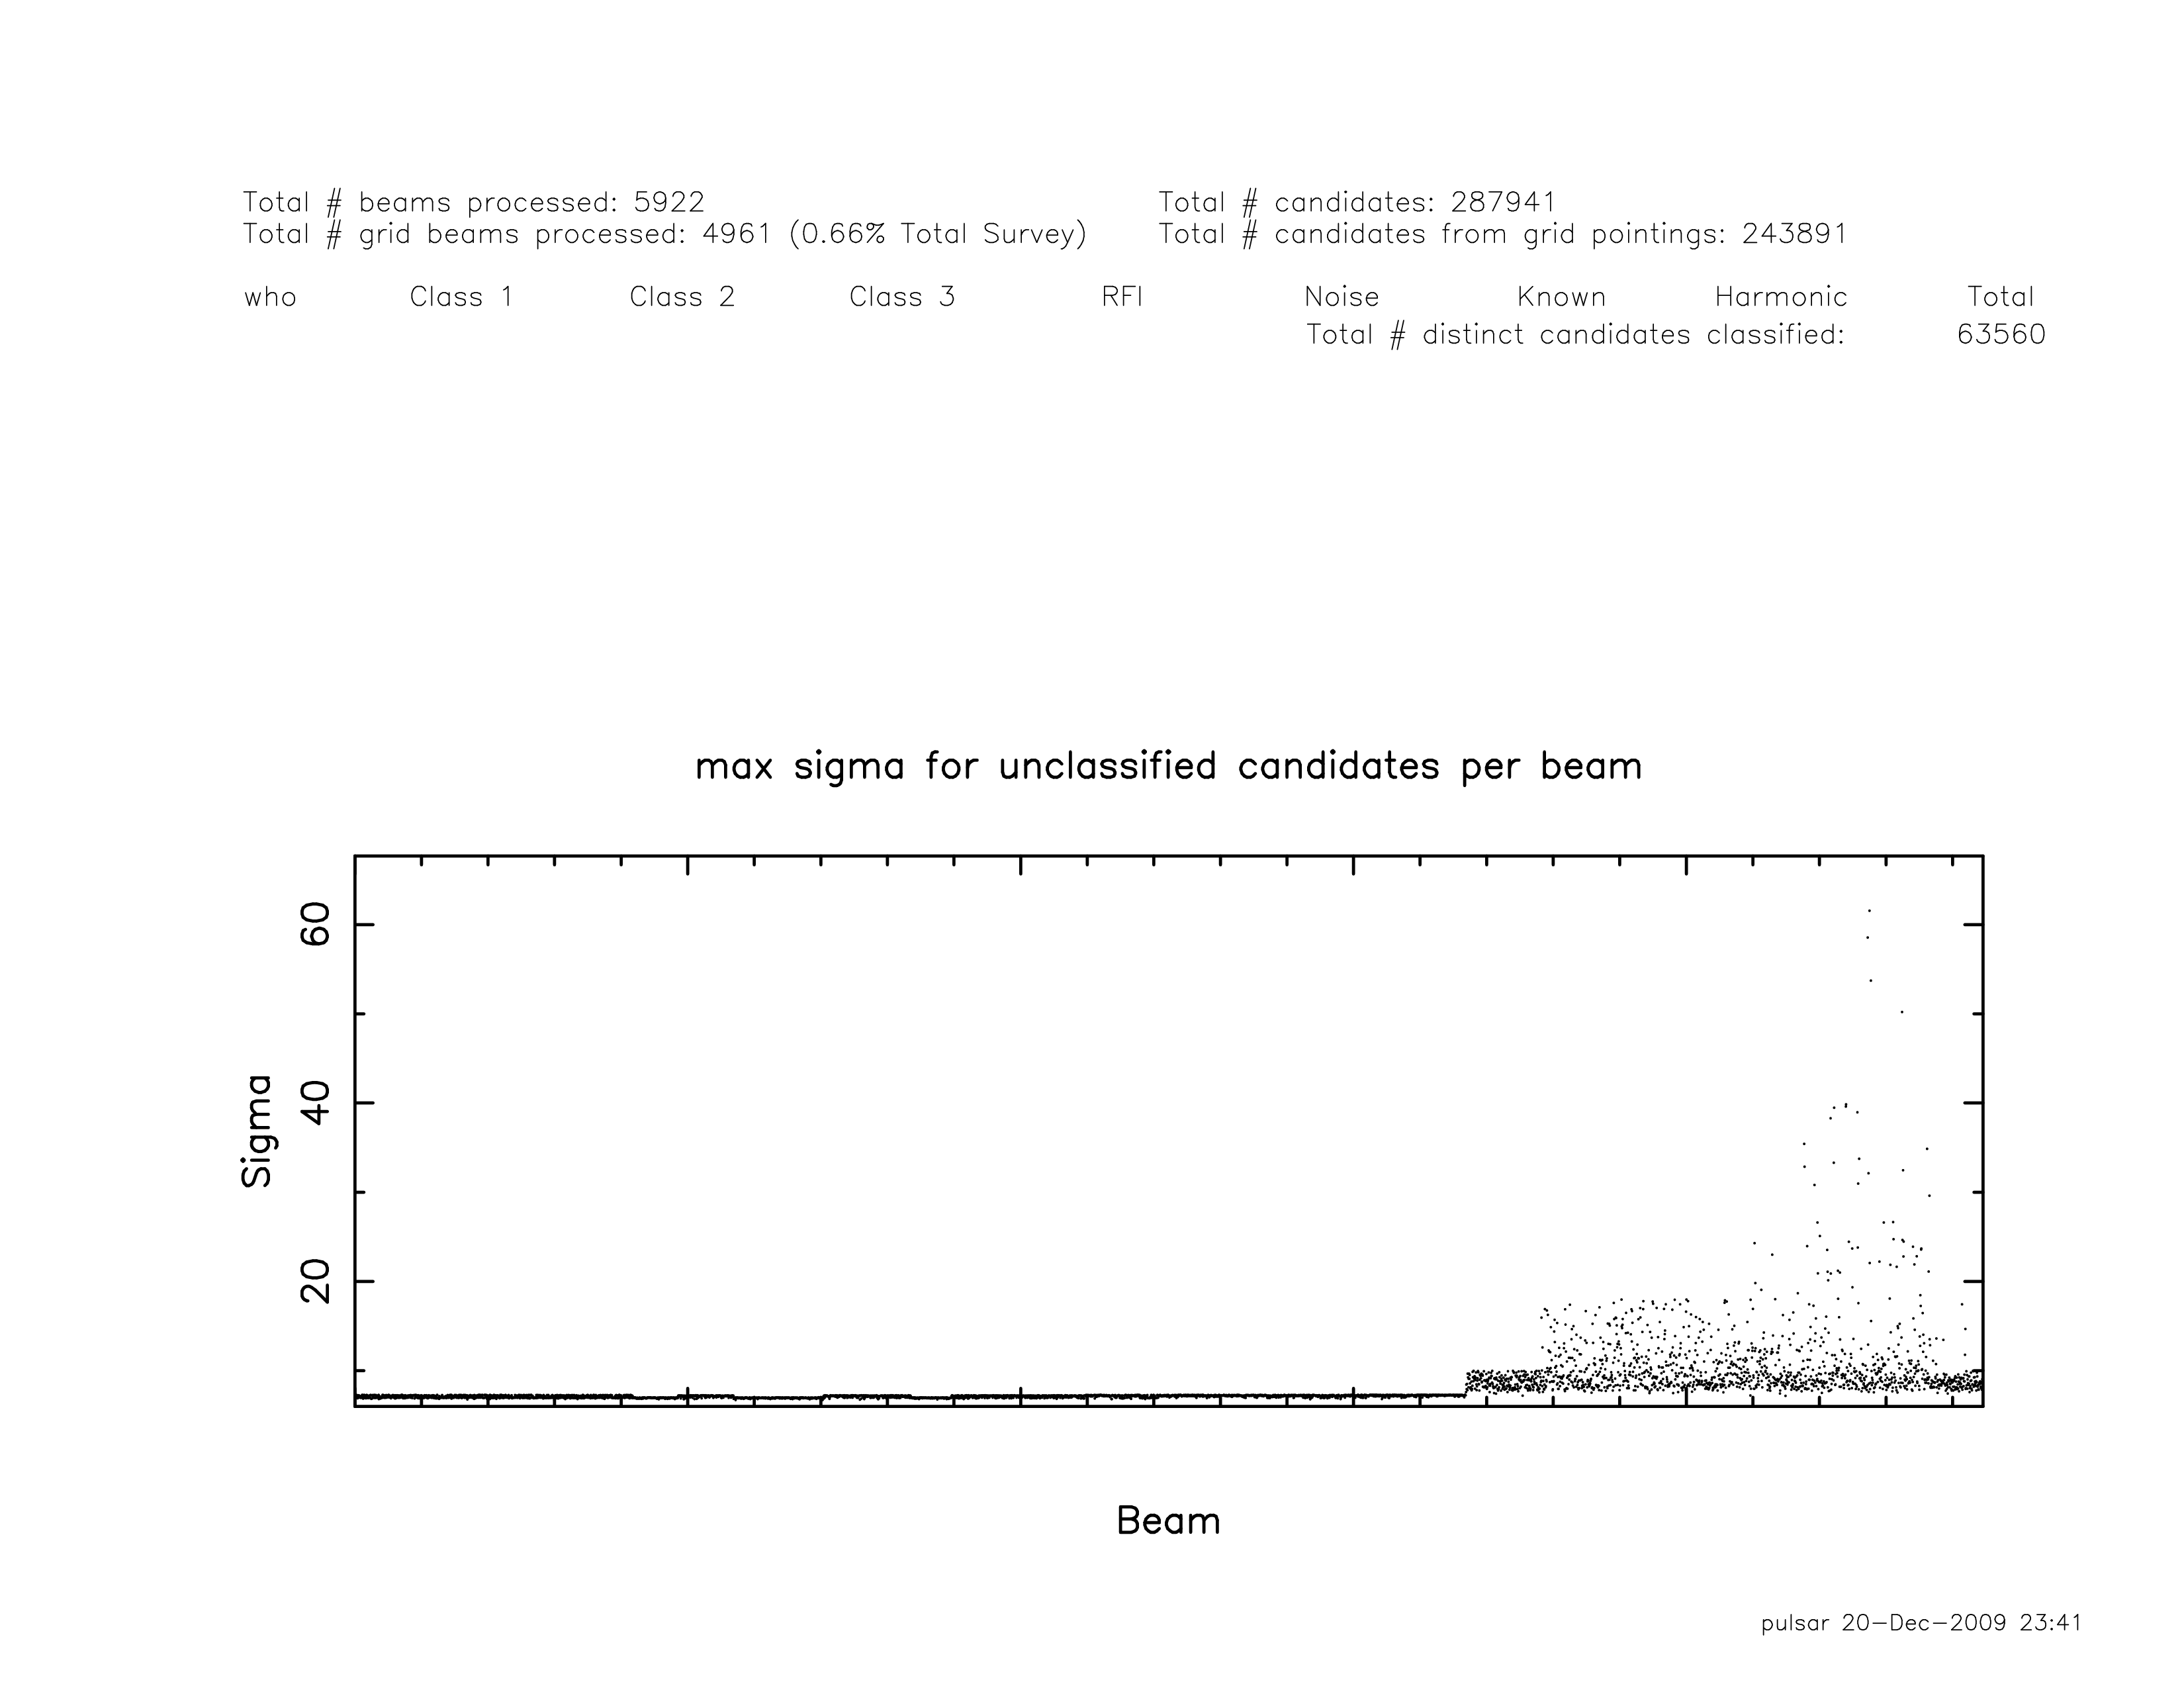 Total # beams processed: 5922 Total # candidates: 287941
Total # grid beams processed: 4961 (0.66% Total Survey) Total # candidates from grid pointings: 243891
who Class 1 Class 2 Class 3 RFI Noise Known Harmonic Total
Total # distinct candidates classified: 63560
max sigma for unclassified candidates per beam
60
40
20
Sigma
Beam
pulsar 20-Dec-2009 23:41